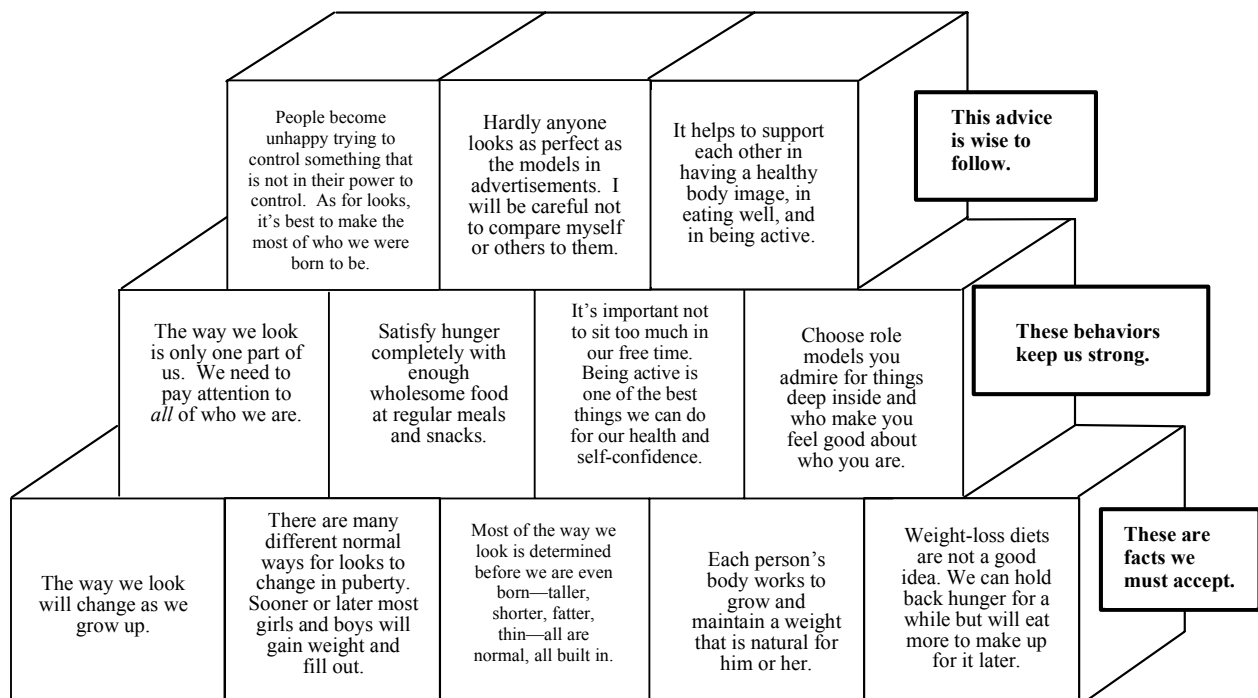 People become
unhappy trying to
control something that
is not in their power to
control.  As for looks,
it’s best to make the
most of who we were
born to be.
Hardly anyone
looks as perfect as
the models in
advertisements.  I
will be careful not
to compare myself
or others to them.
It helps to support
each other in
having a healthy
body image, in
eating well, and
in being active.
This advice
is wise to
follow.
The way we look
is only one part of
us.  We need to
pay attention to
all of who we are.
Satisfy hunger
completely with
enough
wholesome food
at regular meals
and snacks.
It’s important not
to sit too much in
our free time.
Being active is
one of the best
things we can do
for our health and
self-confidence.
Choose role
models you
admire for things
deep inside and
who make you
feel good about
who you are.
These behaviors
keep us strong.
The way we look
will change as we
grow up.
There are many
different normal
ways for looks to
change in puberty.
Sooner or later most
girls and boys will
gain weight and
fill out.
Most of the way we
look is determined
before we are even
born—taller,
shorter, fatter,
thin—all are
normal, all built in.
Each person’s
body works to
grow and
maintain a weight
that is natural for
him or her.
Weight-loss diets
are not a good
idea. We can hold
back hunger for a
while but will eat
more to make up
for it later.
These are
facts we
must accept.